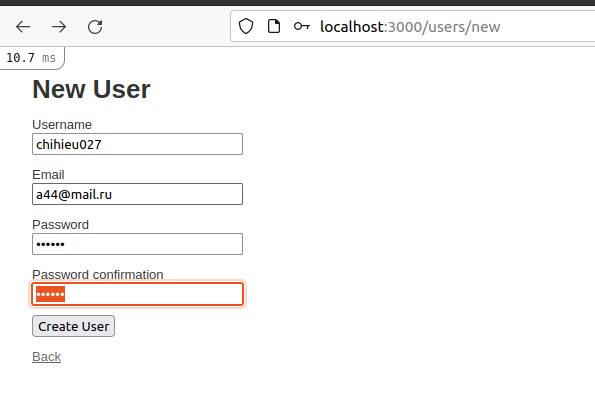 localhost:3000/users/new
10.7 ms
New User
Username
chihieu027
Email
a44@mail.ru
Password
••••••
Password confirmation
••••••
Create User
Back